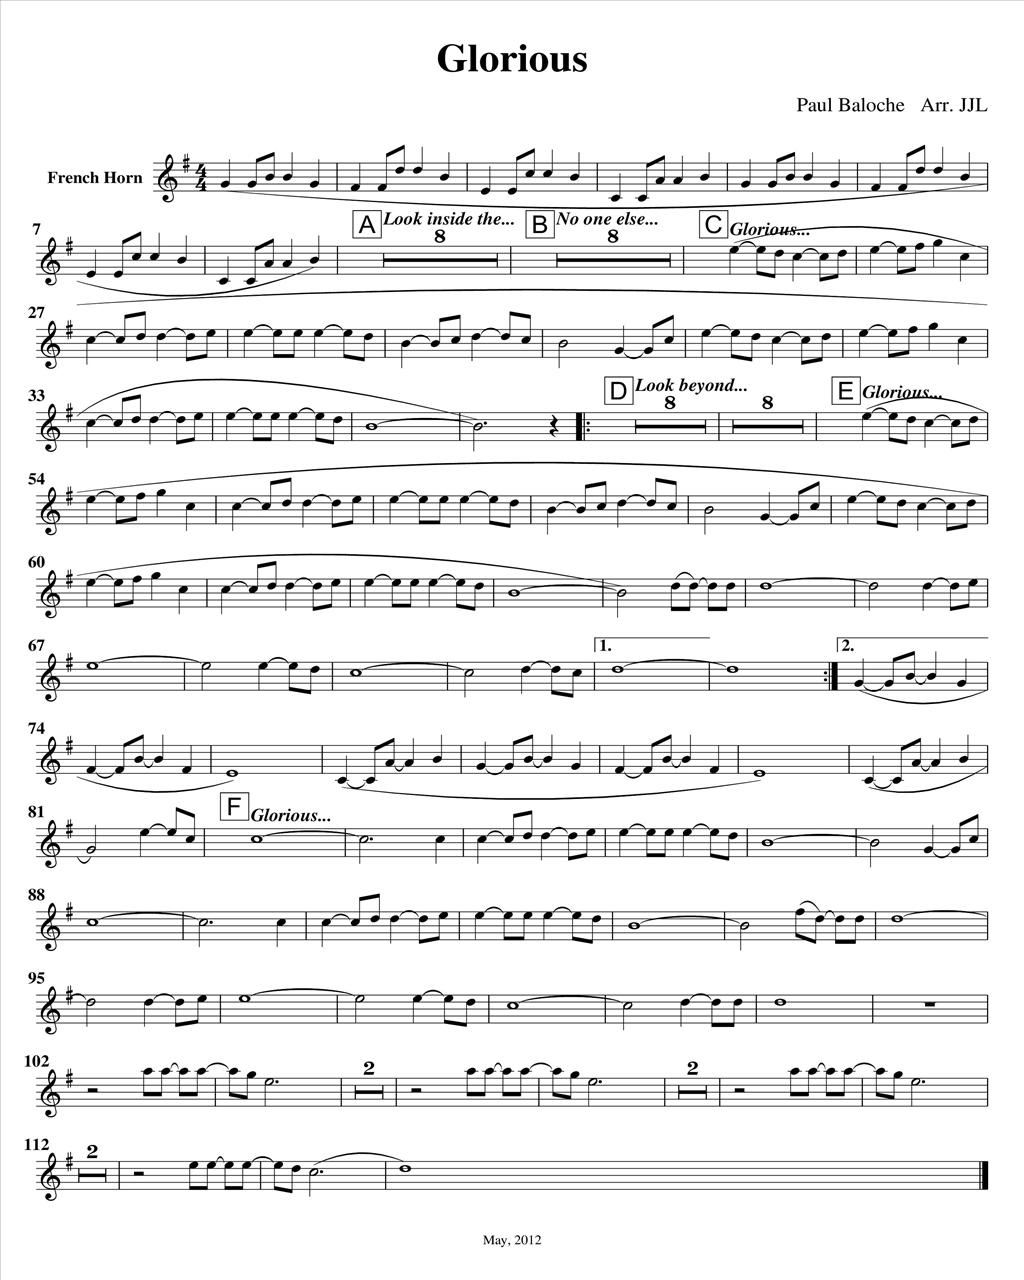 Glorious
Paul Baloche Arr. JJL
French Horn
4
4
7
A Look inside the...
8
B No one else...
8
C Glorious...
27
33
D Look beyond...
8
8
E Glorious...
54
60
67
1.
2.
74
81
F Glorious...
88
95
102
2
2
112
2
May, 2012